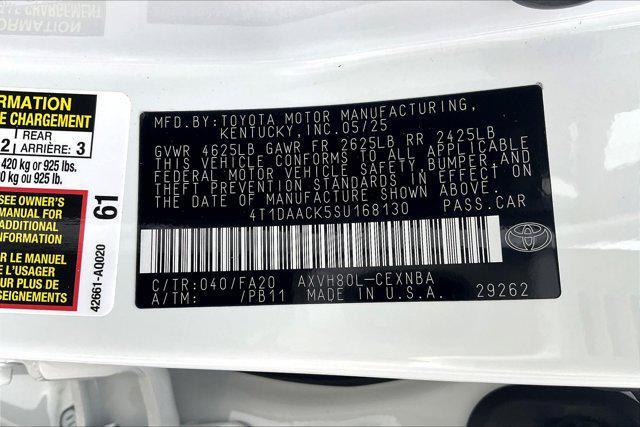 LE CHARGEMENT
FORMATION
RMATION
E CHARGEMENT
2 REAR ARRIÈRE: 3
420 kg or 925 lbs.
0 kg ou 925 lb.
SEE OWNER'S
MANUAL FOR
ADDITIONAL
INFORMATION
R LE MANUEL
E L'USAGER
R PLUS DE
SEIGNEMENTS
61
42661-A0020
MFD.BY:TOYOTA MOTOR MANUFACTURING,
KENTUCKY, INC.05/25
GVWR 4625LB GAWR FR 2625LB RR 2425LB
THIS VEHICLE CONFORMS TO ALL APPLICABLE
FEDERAL MOTOR VEHICLE SAFETY, BUMPER, AND
THEFT PREVENTION STANDARDS IN EFFECT ON
THE DATE OF MANUFACTURE SHOWN ABOVE.
4T1DAACK5SU168130 PASS.CAR
C/TR:040/FA20 AXVH80L-CEXNBA
A/TM: /PB11 MADE IN U.S.A. 29262